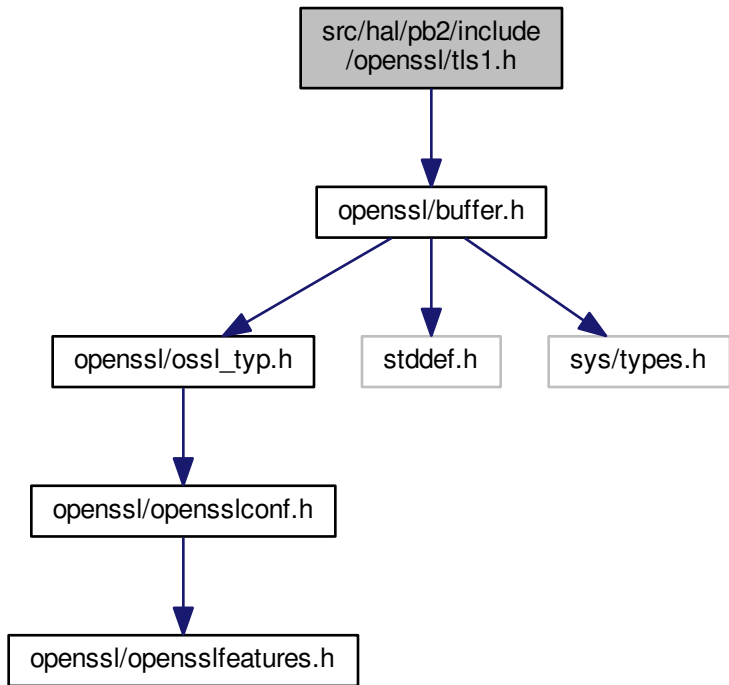 src/hal/pb2/include
/openssl/tls1.h
openssl/buffer.h
openssl/ossl_typ.h
stddef.h
sys/types.h
openssl/opensslconf.h
openssl/opensslfeatures.h